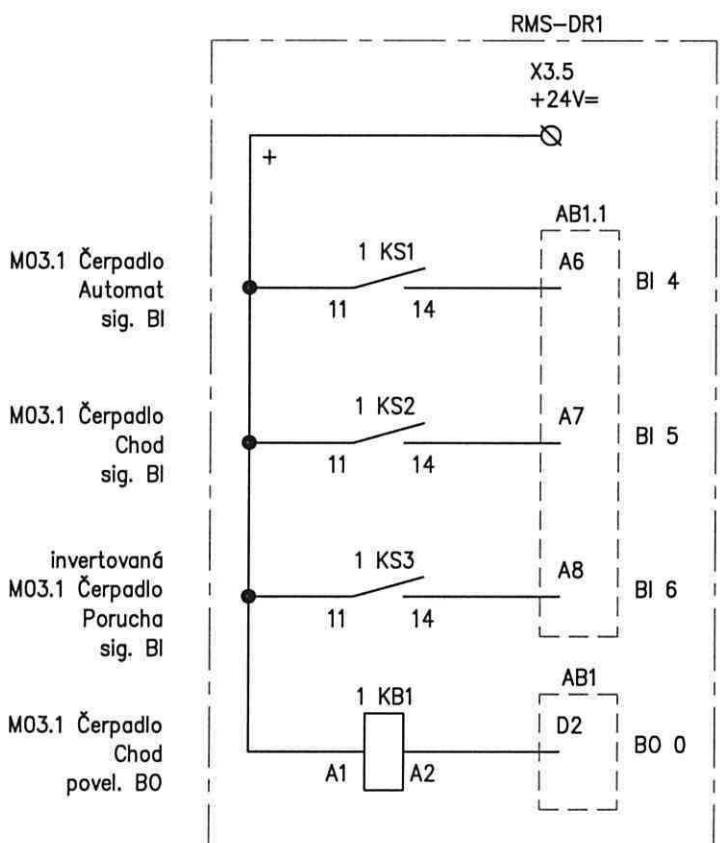 RMS-DR1
X3.5
+24V=
+
AB1.1
M03.1 Čerpadlo
Automat
sig. BI
1 KS1
11 14
A6
BI 4
M03.1 Čerpadlo
Chod
sig. BI
1 KS2
11 14
A7
BI 5
invertovaná
M03.1 Čerpadlo
Porucha
sig. BI
1 KS3
11 14
A8
BI 6
AB1
M03.1 Čerpadlo
Chod
povel. BO
1 KB1
A1 A2
D2
BO 0